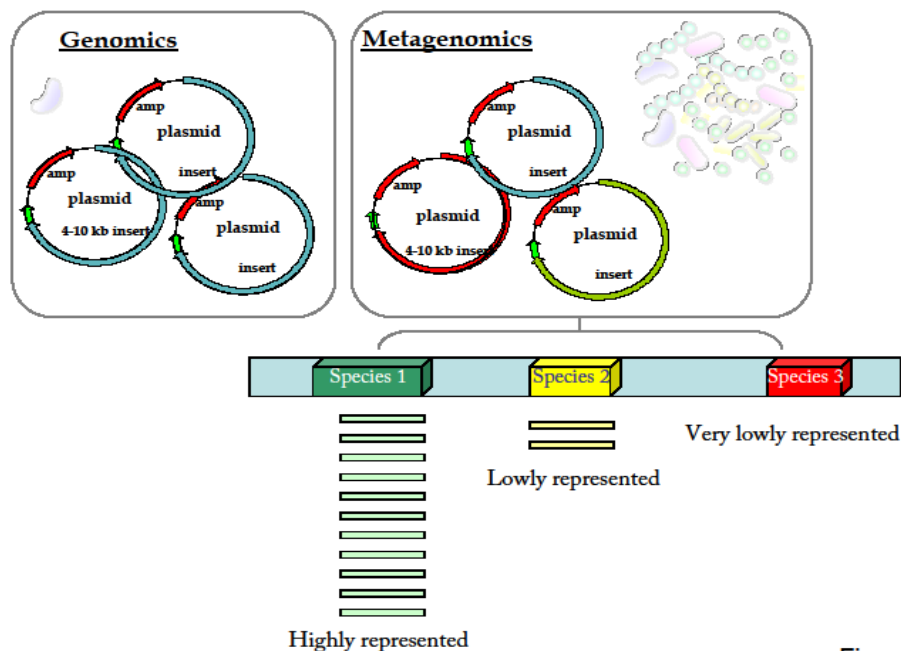 Genomics
amp
plasmid
insert
amp
plasmid
4-10 kb insert
amp
plasmid
insert
Metagenomics
amp
plasmid
insert
amp
plasmid
4-10 kb insert
amp
plasmid
insert
Species 1
Species 2
Species 3
Very lowly represented
Lowly represented
Highly represented